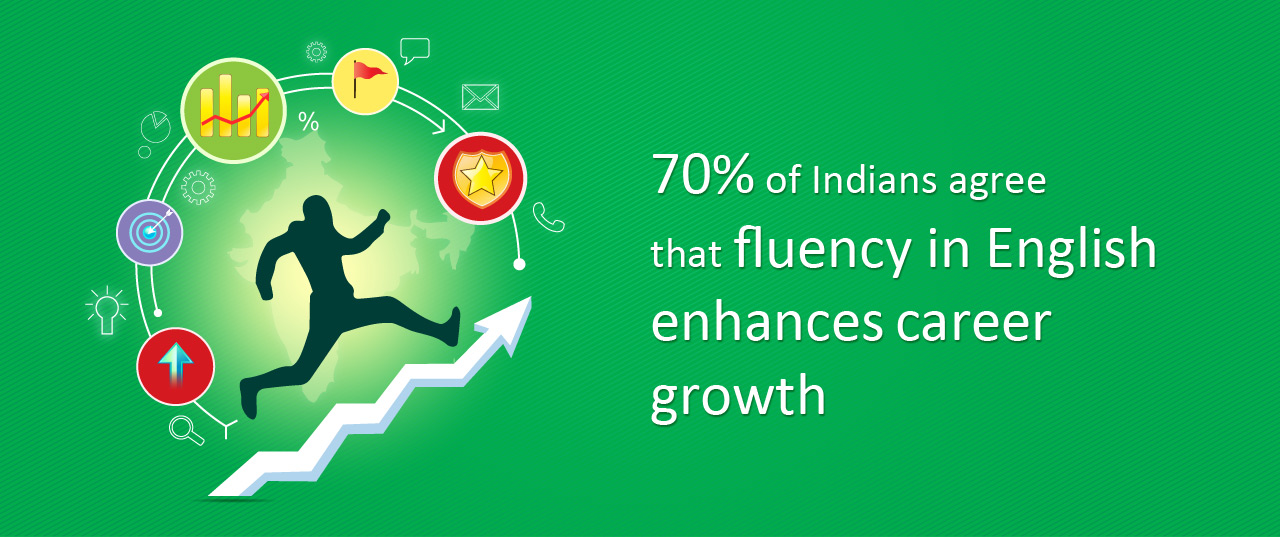 %
70% of Indians agree
that fluency in English
enhances career
growth